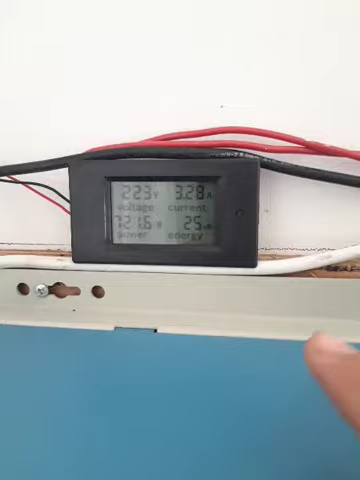 223V 3.28A
voltage current
721.6W 25
power energy